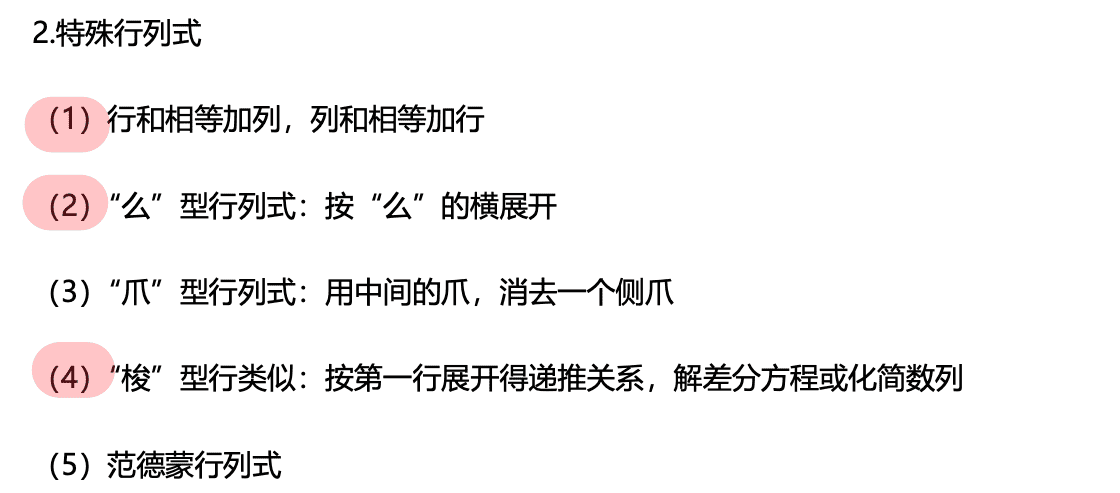 2.特殊行列式
（1）行和相等加列，列和相等加行
（2）“么”型行列式：按“么”的横展开
（3）“爪”型行列式：用中间的爪，消去一个侧爪
（4）“梭”型行类似：按第一行展开得递推关系，解差分方程或化简数列
（5）范德蒙行列式